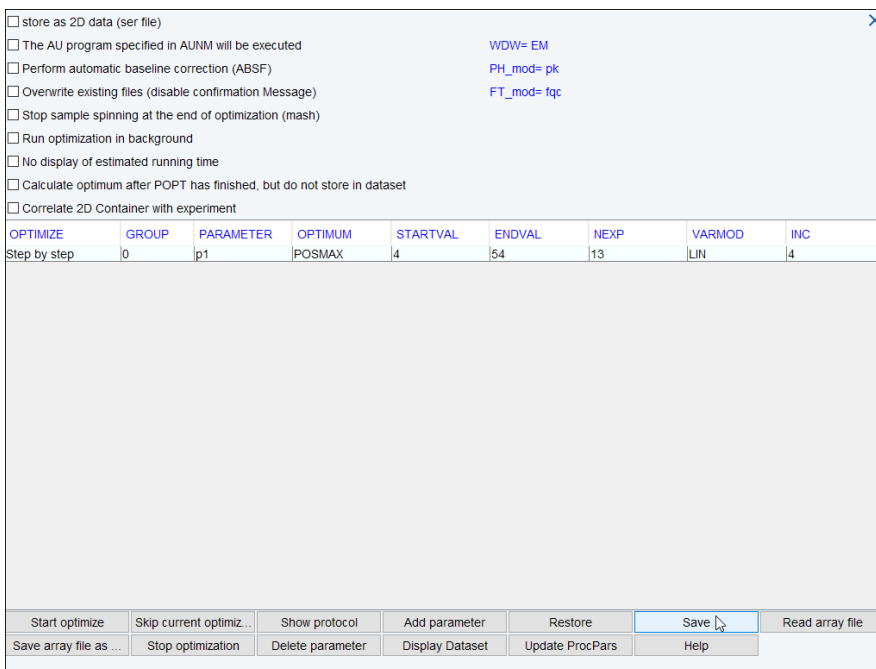 store as 2D data (ser file)
The AU program specified in AUNM will be executed WDW= EM
Perform automatic baseline correction (ABSF) PH_mod= pk
Overwrite existing files (disable confirmation Message) FT_mod= fqc
Stop sample spinning at the end of optimization (mash)
Run optimization in background
No display of estimated running time
Calculate optimum after POPT has finished, but do not store in dataset
Correlate 2D Container with experiment
OPTIMIZE GROUP PARAMETER OPTIMUM STARTVAL ENDVAL NEXP VARMOD INC
Step by step 0 p1 POSMAX 4 54 13 LIN 4
Start optimize Skip current optimiz... Show protocol Add parameter Restore Save Read array file
Save array file as ... Stop optimization Delete parameter Display Dataset Update ProcPars Help